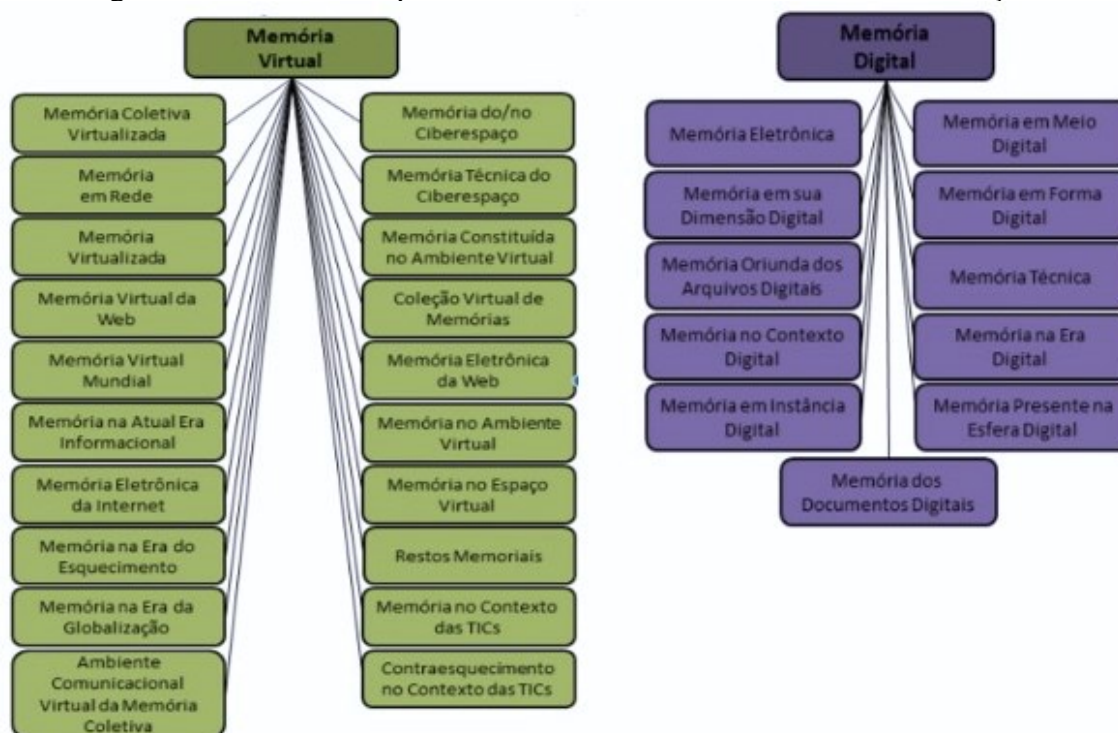 Memória
Virtual
Memória Coletiva
Virtualizada
Memória
em Rede
Memória
Virtualizada
Memória Virtual da
Web
Memória Virtual
Mundial
Memória na Atual Era
Informacional
Memória Eletrônica
da Internet
Memória na Era do
Esquecimento
Memória na Era da
Globalização
Ambiente
Comunicacional
Virtual da Memória
Coletiva
Memória do/no
Ciberespaço
Memória Técnica do
Ciberespaço
Memória Constituída
no Ambiente Virtual
Coleção Virtual de
Memórias
Memória Eletrônica
da Web
Memória no Ambiente
Virtual
Memória no Espaço
Virtual
Restos Memoriais
Memória no Contexto
das TICs
Contraesquecimento
no Contexto das TICs
Memória
Digital
Memória Eletrônica
Memória em sua
Dimensão Digital
Memória Oriunda dos
Arquivos Digitais
Memória no Contexto
Digital
Memória em Instância
Digital
Memória em Meio
Digital
Memória em Forma
Digital
Memória Técnica
Memória na Era
Digital
Memória Presente na
Esfera Digital
Memória dos
Documentos Digitais